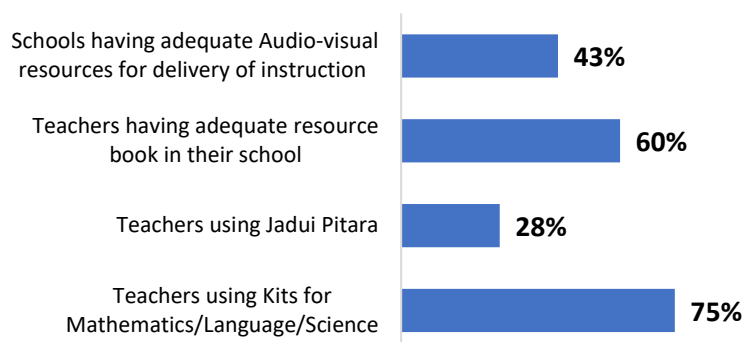 Schools having adequate Audio-visual
resources for delivery of instruction
43%
Teachers having adequate resource
book in their school
60%
Teachers using Jadui Pitara
28%
Teachers using Kits for
Mathematics/Language/Science
75%